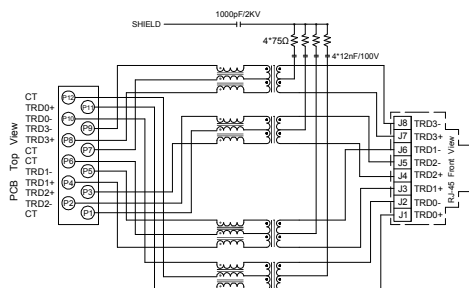 1000pF/2KV
SHIELD
4*75Ω
4*12nF/100V
PCB Top View
CT P12
TRD0+ P11
TRD0- P10
TRD3- P9
TRD3+ P8
CT P7
CT P6
TRD1- P5
TRD1+ P4
TRD2+ P3
TRD2- P2
CT P1
J8 TRD3-
J7 TRD3+
J6 TRD1-
J5 TRD2-
J4 TRD2+
J3 TRD1+
J2 TRD0-
J1 TRD0+
RJ-45 Front View